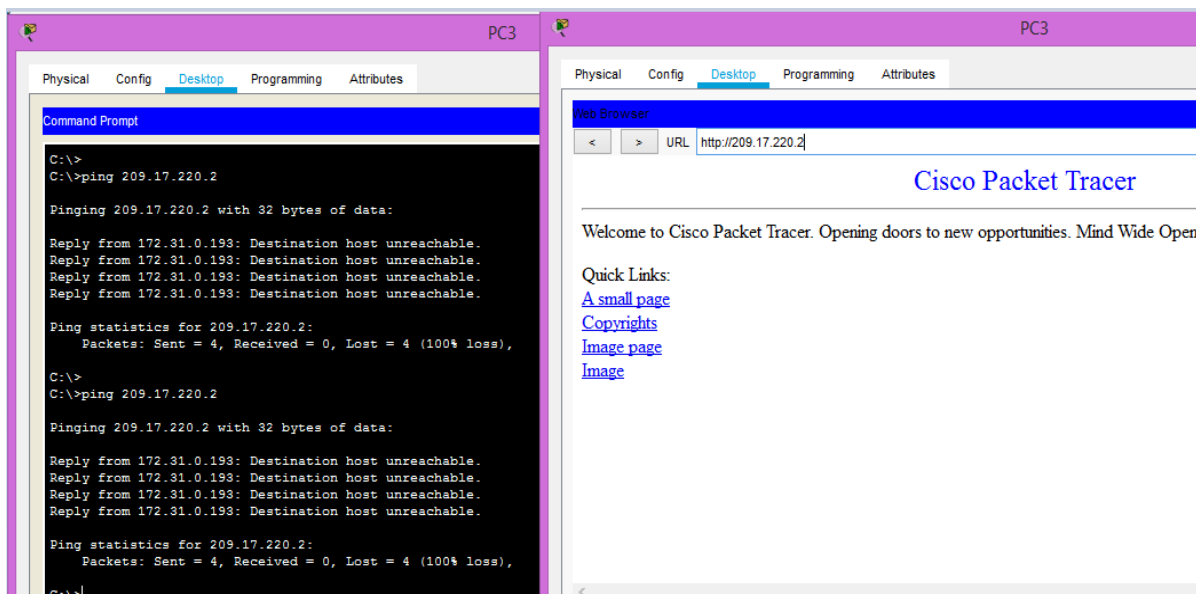 PC3
Physical Config Desktop Programming Attributes
Command Prompt
C:\>
C:\>ping 209.17.220.2
Pinging 209.17.220.2 with 32 bytes of data:
Reply from 172.31.0.193: Destination host unreachable.
Reply from 172.31.0.193: Destination host unreachable.
Reply from 172.31.0.193: Destination host unreachable.
Reply from 172.31.0.193: Destination host unreachable.
Ping statistics for 209.17.220.2:
Packets: Sent = 4, Received = 0, Lost = 4 (100% loss),
C:\>
C:\>ping 209.17.220.2
Pinging 209.17.220.2 with 32 bytes of data:
Reply from 172.31.0.193: Destination host unreachable.
Reply from 172.31.0.193: Destination host unreachable.
Reply from 172.31.0.193: Destination host unreachable.
Reply from 172.31.0.193: Destination host unreachable.
Ping statistics for 209.17.220.2:
Packets: Sent = 4, Received = 0, Lost = 4 (100% loss),
C:\>
PC3
Physical Config Desktop Programming Attributes
Web Browser
< > URL http://209.17.220.2
Cisco Packet Tracer
Welcome to Cisco Packet Tracer. Opening doors to new opportunities. Mind Wide Open
Quick Links:
A small page
Copyrights
Image page
Image